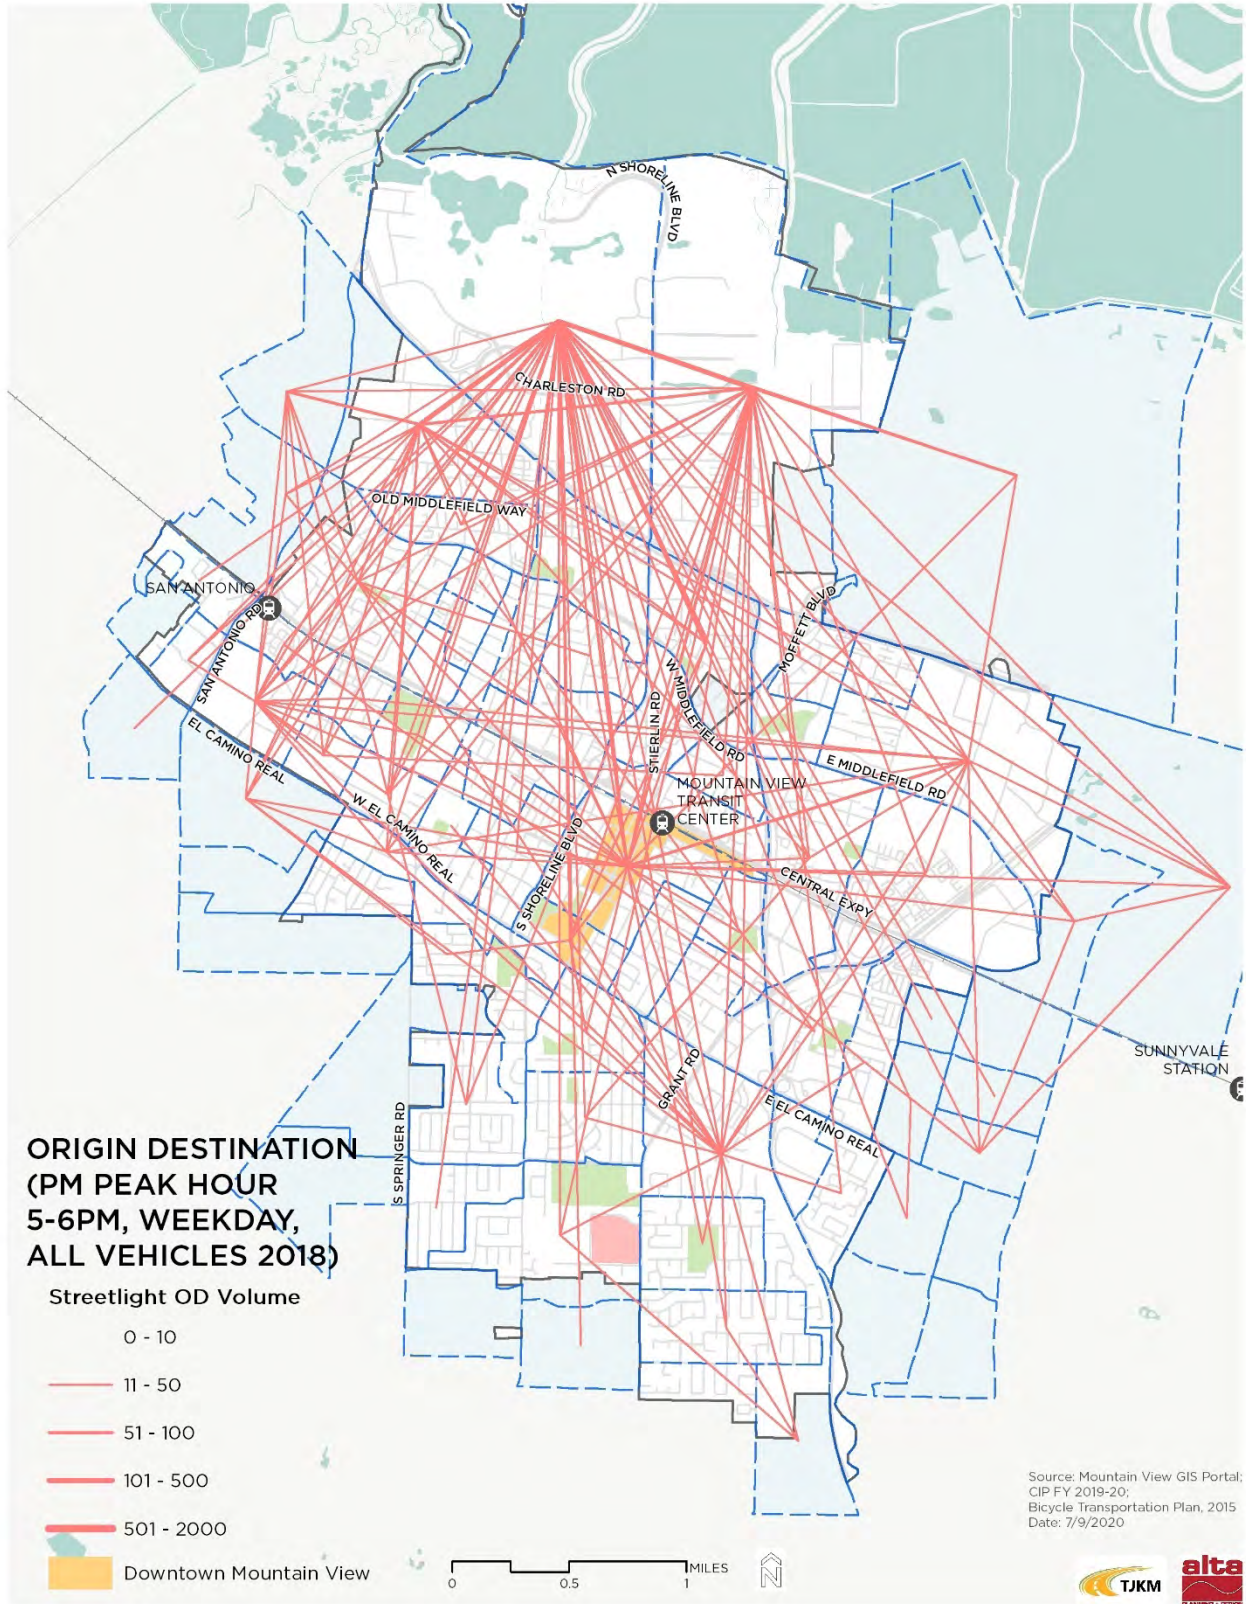 N SHORELINE BLVD
CHARLESTON RD
OLD MIDDLEFIELD WAY
SAN ANTONIO
SAN ANTONIO RD
MOFFETT BLVD
W MIDDLEFIELD RD
STIERLIN RD
EL CAMINO REAL
E MIDDLEFIELD RD
MOUNTAIN VIEW
TRANSIT
CENTER
W EL CAMINO REAL
S SHORELINE BLVD
CENTRAL EXPY
SUNNYVALE
STATION
GRANT RD
E EL CAMINO REAL
S SPRINGER RD
ORIGIN DESTINATION
(PM PEAK HOUR
5-6PM, WEEKDAY,
ALL VEHICLES 2018)
Streetlight OD Volume
0 - 10
11 - 50
51 - 100
101 - 500
501 - 2000
Downtown Mountain View
0 0.5 1 MILES
N
Source: Mountain View GIS Portal;
CIP FY 2019-20;
Bicycle Transportation Plan, 2015
Date: 7/9/2020
TJKM
alta